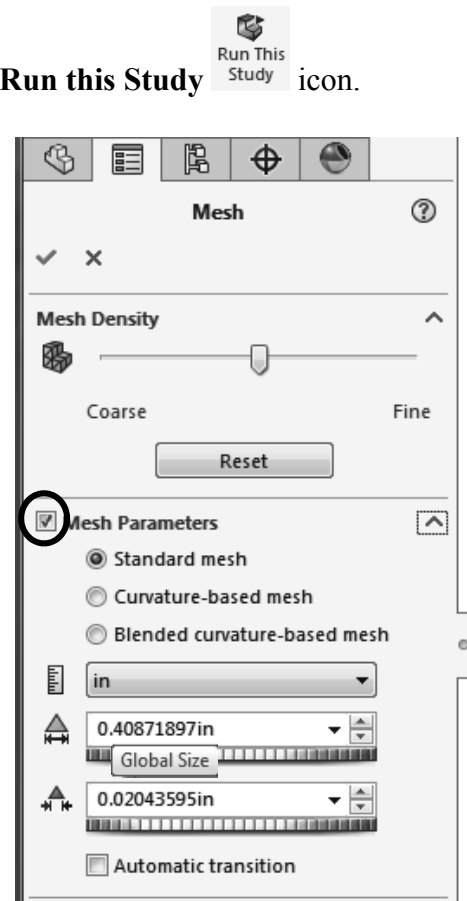 Run This
Run this Study Study icon.
Mesh
Mesh Density
Coarse Fine
Reset
Mesh Parameters
Standard mesh
Curvature-based mesh
Blended curvature-based mesh
in
0.40871897in
Global Size
0.02043595in
Automatic transition